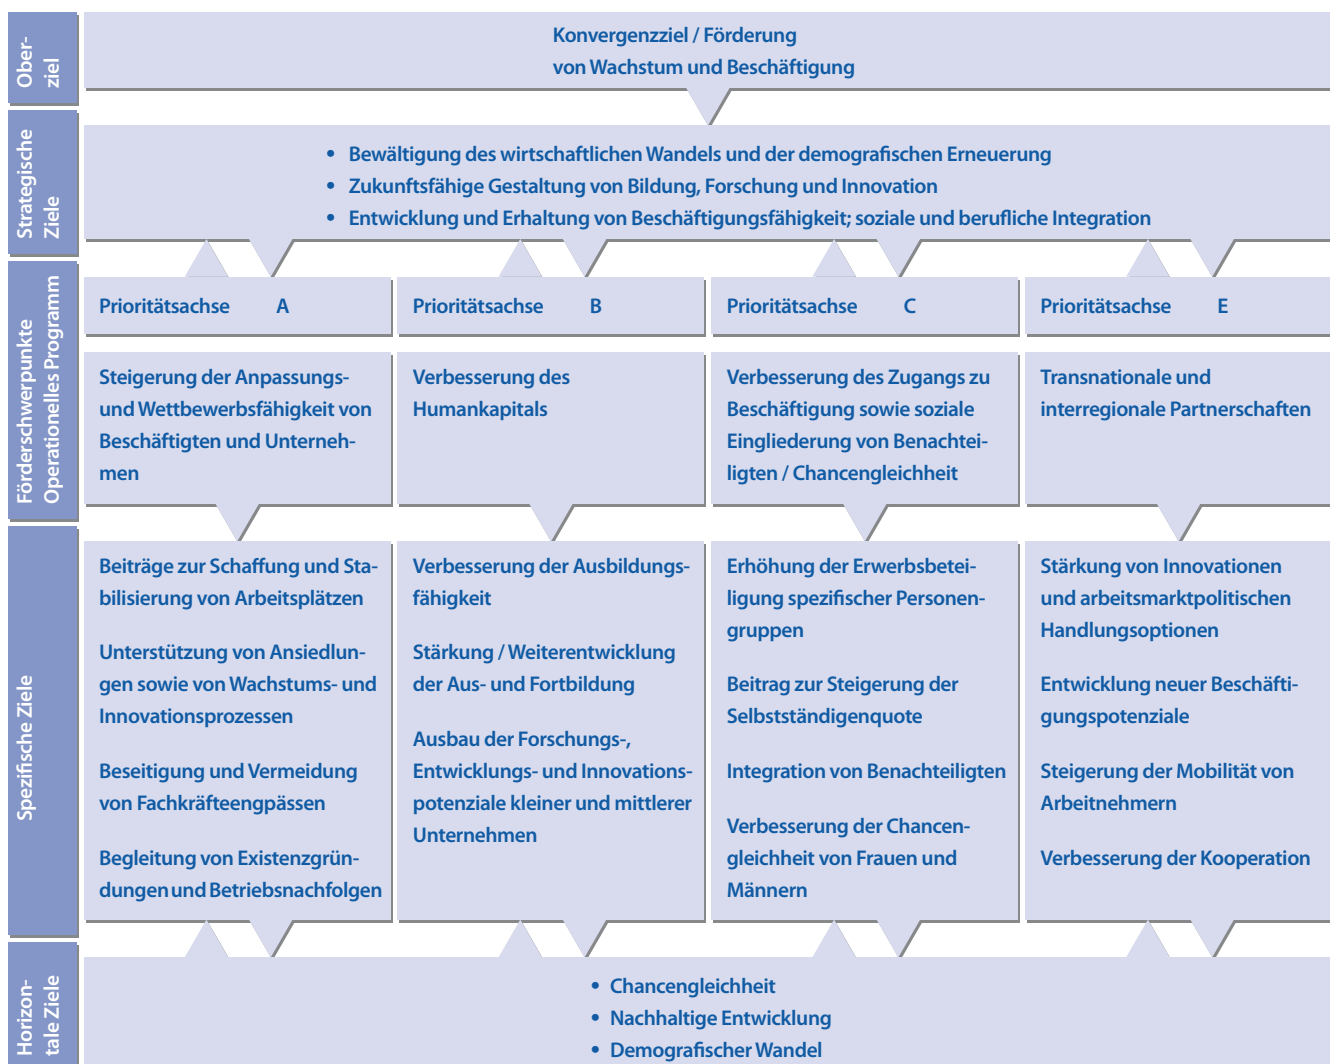 Ober-
ziel
Konvergenzziel / Förderung
von Wachstum und Beschäftigung
Strategische
Ziele
• Bewältigung des wirtschaftlichen Wandels und der demografischen Erneuerung
• Zukunftsfähige Gestaltung von Bildung, Forschung und Innovation
• Entwicklung und Erhaltung von Beschäftigungsfähigkeit; soziale und berufliche Integration
Förderschwerpunkte
Operationelles Programm
Prioritätsachse A
Steigerung der Anpassungs-
und Wettbewerbsfähigkeit von
Beschäftigten und Unterneh-
men
Prioritätsachse B
Verbesserung des
Humankapitals
Prioritätsachse C
Verbesserung des Zugangs zu
Beschäftigung sowie soziale
Eingliederung von Benachtei-
ligten / Chancengleichheit
Prioritätsachse E
Transnationale und
interregionale Partnerschaften
Spezifische Ziele
Beiträge zur Schaffung und Sta-
bilisierung von Arbeitsplätzen
Unterstützung von Ansiedlun-
gen sowie von Wachstums- und
Innovationsprozessen
Beseitigung und Vermeidung
von Fachkräfteengpässen
Begleitung von Existenzgrün-
dungen und Betriebsnachfolgen
Verbesserung der Ausbildungs-
fähigkeit
Stärkung / Weiterentwicklung
der Aus- und Fortbildung
Ausbau der Forschungs-,
Entwicklungs- und Innovations-
potenziale kleiner und mittlerer
Unternehmen
Erhöhung der Erwerbsbetei-
ligung spezifischer Personen-
gruppen
Beitrag zur Steigerung der
Selbstständigenquote
Integration von Benachteiligten
Verbesserung der Chancen-
gleichheit von Frauen und
Männern
Stärkung von Innovationen
und arbeitsmarktpolitischen
Handlungsoptionen
Entwicklung neuer Beschäfti-
gungspotenziale
Steigerung der Mobilität von
Arbeitnehmern
Verbesserung der Kooperation
Horizon-
tale Ziele
• Chancengleichheit
• Nachhaltige Entwicklung
• Demografischer Wandel